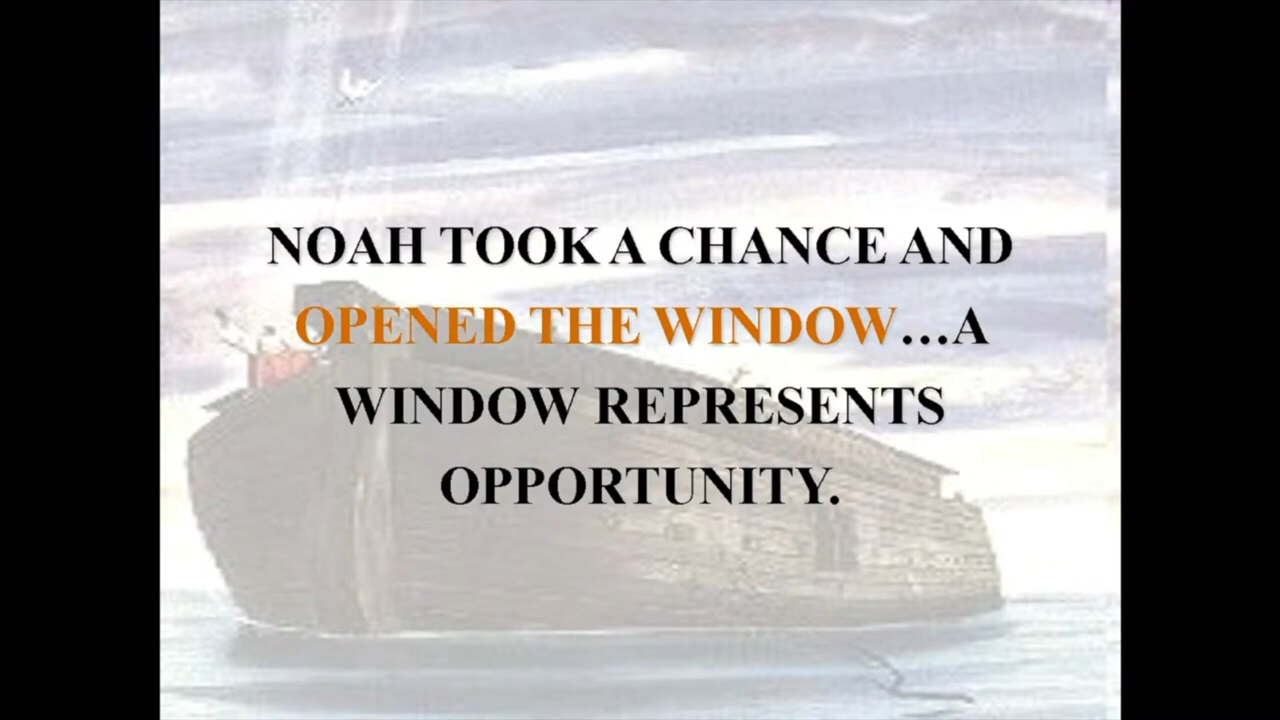 NOAH TOOK A CHANCE AND
OPENED THE WINDOW…A
WINDOW REPRESENTS
OPPORTUNITY.